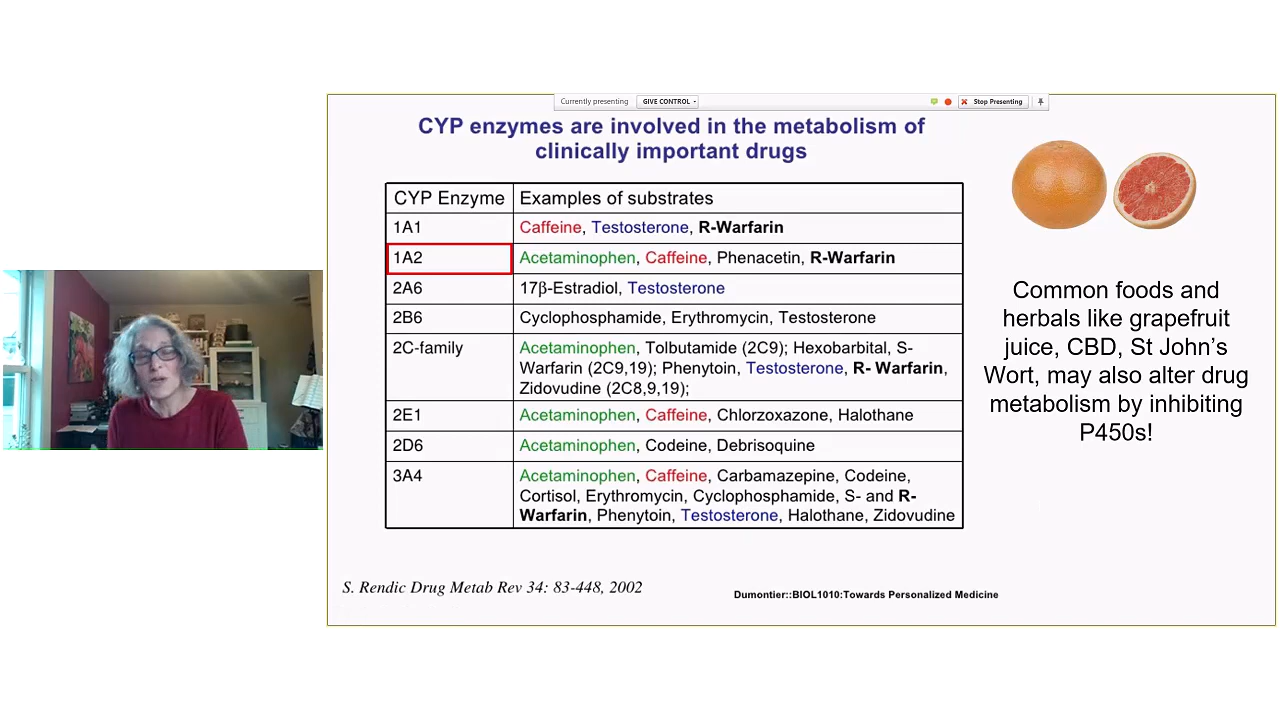 Currently presenting
GIVE CONTROL
Stop Presenting
CYP enzymes are involved in the metabolism of
clinically important drugs
CYP Enzyme Examples of substrates
1A1 Caffeine, Testosterone, R-Warfarin
1A2 Acetaminophen, Caffeine, Phenacetin, R-Warfarin
2A6 17β-Estradiol, Testosterone
2B6 Cyclophosphamide, Erythromycin, Testosterone
2C-family Acetaminophen, Tolbutamide (2C9); Hexobarbital, S-
Warfarin (2C9,19); Phenytoin, Testosterone, R- Warfarin,
Zidovudine (2C8,9,19);
2E1 Acetaminophen, Caffeine, Chlorzoxazone, Halothane
2D6 Acetaminophen, Codeine, Debrisoquine
3A4 Acetaminophen, Caffeine, Carbamazepine, Codeine,
Cortisol, Erythromycin, Cyclophosphamide, S- and R-
Warfarin, Phenytoin, Testosterone, Halothane, Zidovudine
Common foods and
herbals like grapefruit
juice, CBD, St John’s
Wort, may also alter drug
metabolism by inhibiting
P450s!
S. Rendic Drug Metab Rev 34: 83-448, 2002
Dumontier::BIOL1010:Towards Personalized Medicine